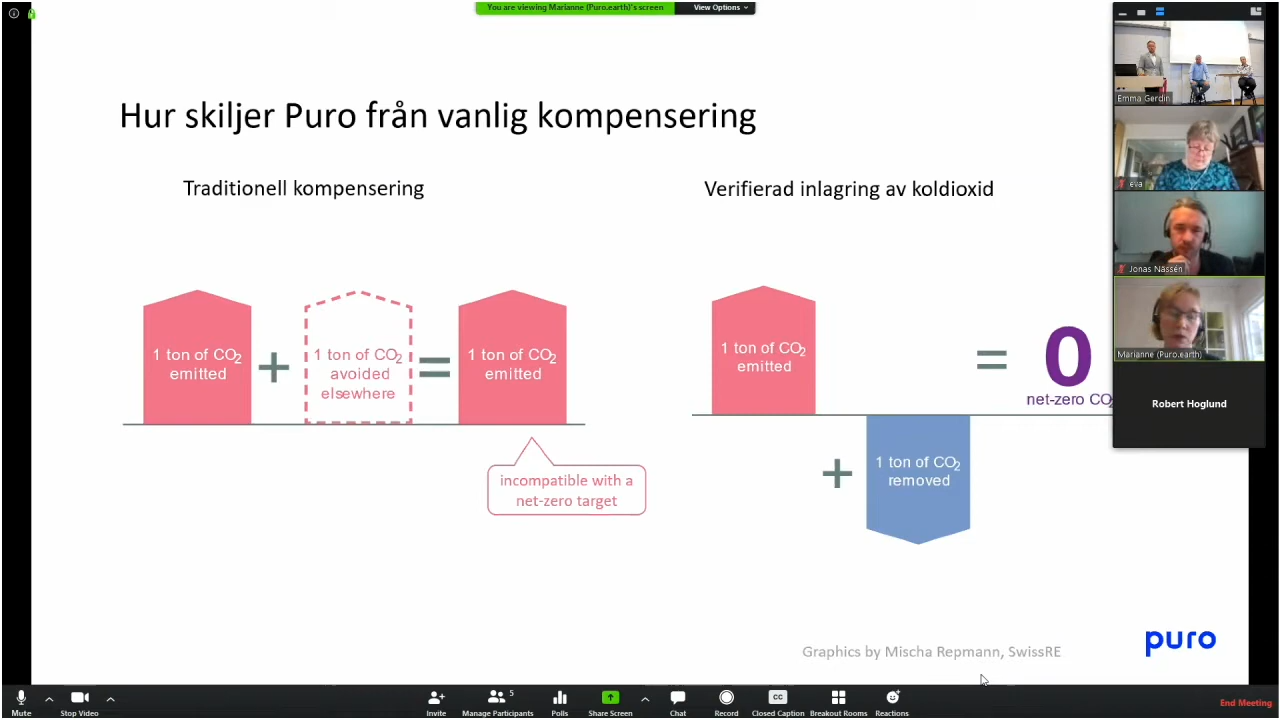 You are viewing Marianne (Puro.earth)'s screen
View Options
Hur skiljer Puro från vanlig kompensering
Traditionell kompensering
1 ton of CO2
emitted
+
1 ton of CO2
avoided
elsewhere
=
1 ton of CO2
emitted
incompatible with a
net-zero target
Verifierad inlagring av koldioxid
1 ton of CO2
emitted
+
1 ton of CO2
removed
=
0
net-zero CO2
Graphics by Mischa Repmann, SwissRE
puro
Emma Gerdin
eva
Jonas Nässén
Marianne (Puro.earth)
Robert Hoglund
Mute
Stop Video
Invite
5
Manage Participants
Polls
Share Screen
Chat
Record
CC
Closed Caption
Breakout Rooms
Reactions
End Meeting